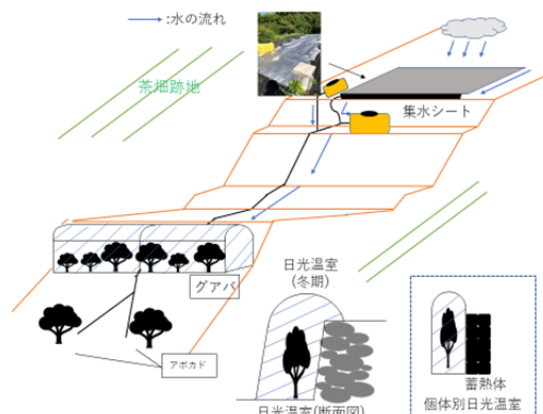 :水の流れ
茶畑跡地
集水シート
グアバ
アボカド
日光温室
(冬期)
日光温室(断面図)
蓄熱体
個体別日光温室